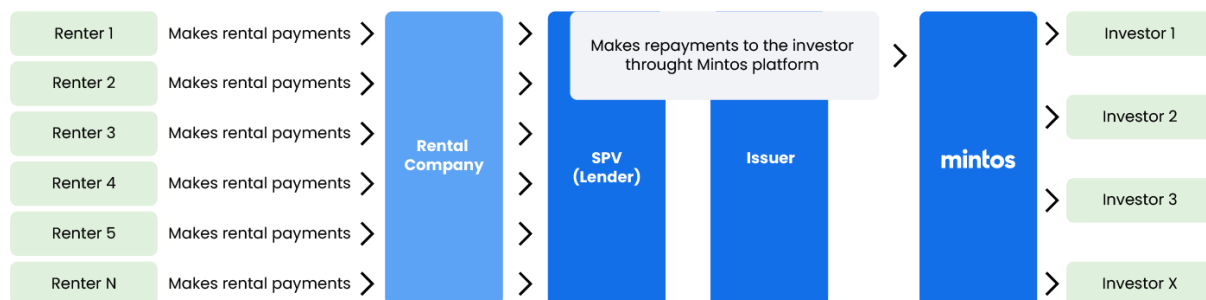 Renter 1 Makes rental payments
Renter 2 Makes rental payments
Renter 3 Makes rental payments
Renter 4 Makes rental payments
Renter 5 Makes rental payments
Renter N Makes rental payments
Rental
Company
SPV
(Lender)
Issuer
Makes repayments to the investor
throught Mintos platform
mintos
Investor 1
Investor 2
Investor 3
Investor X